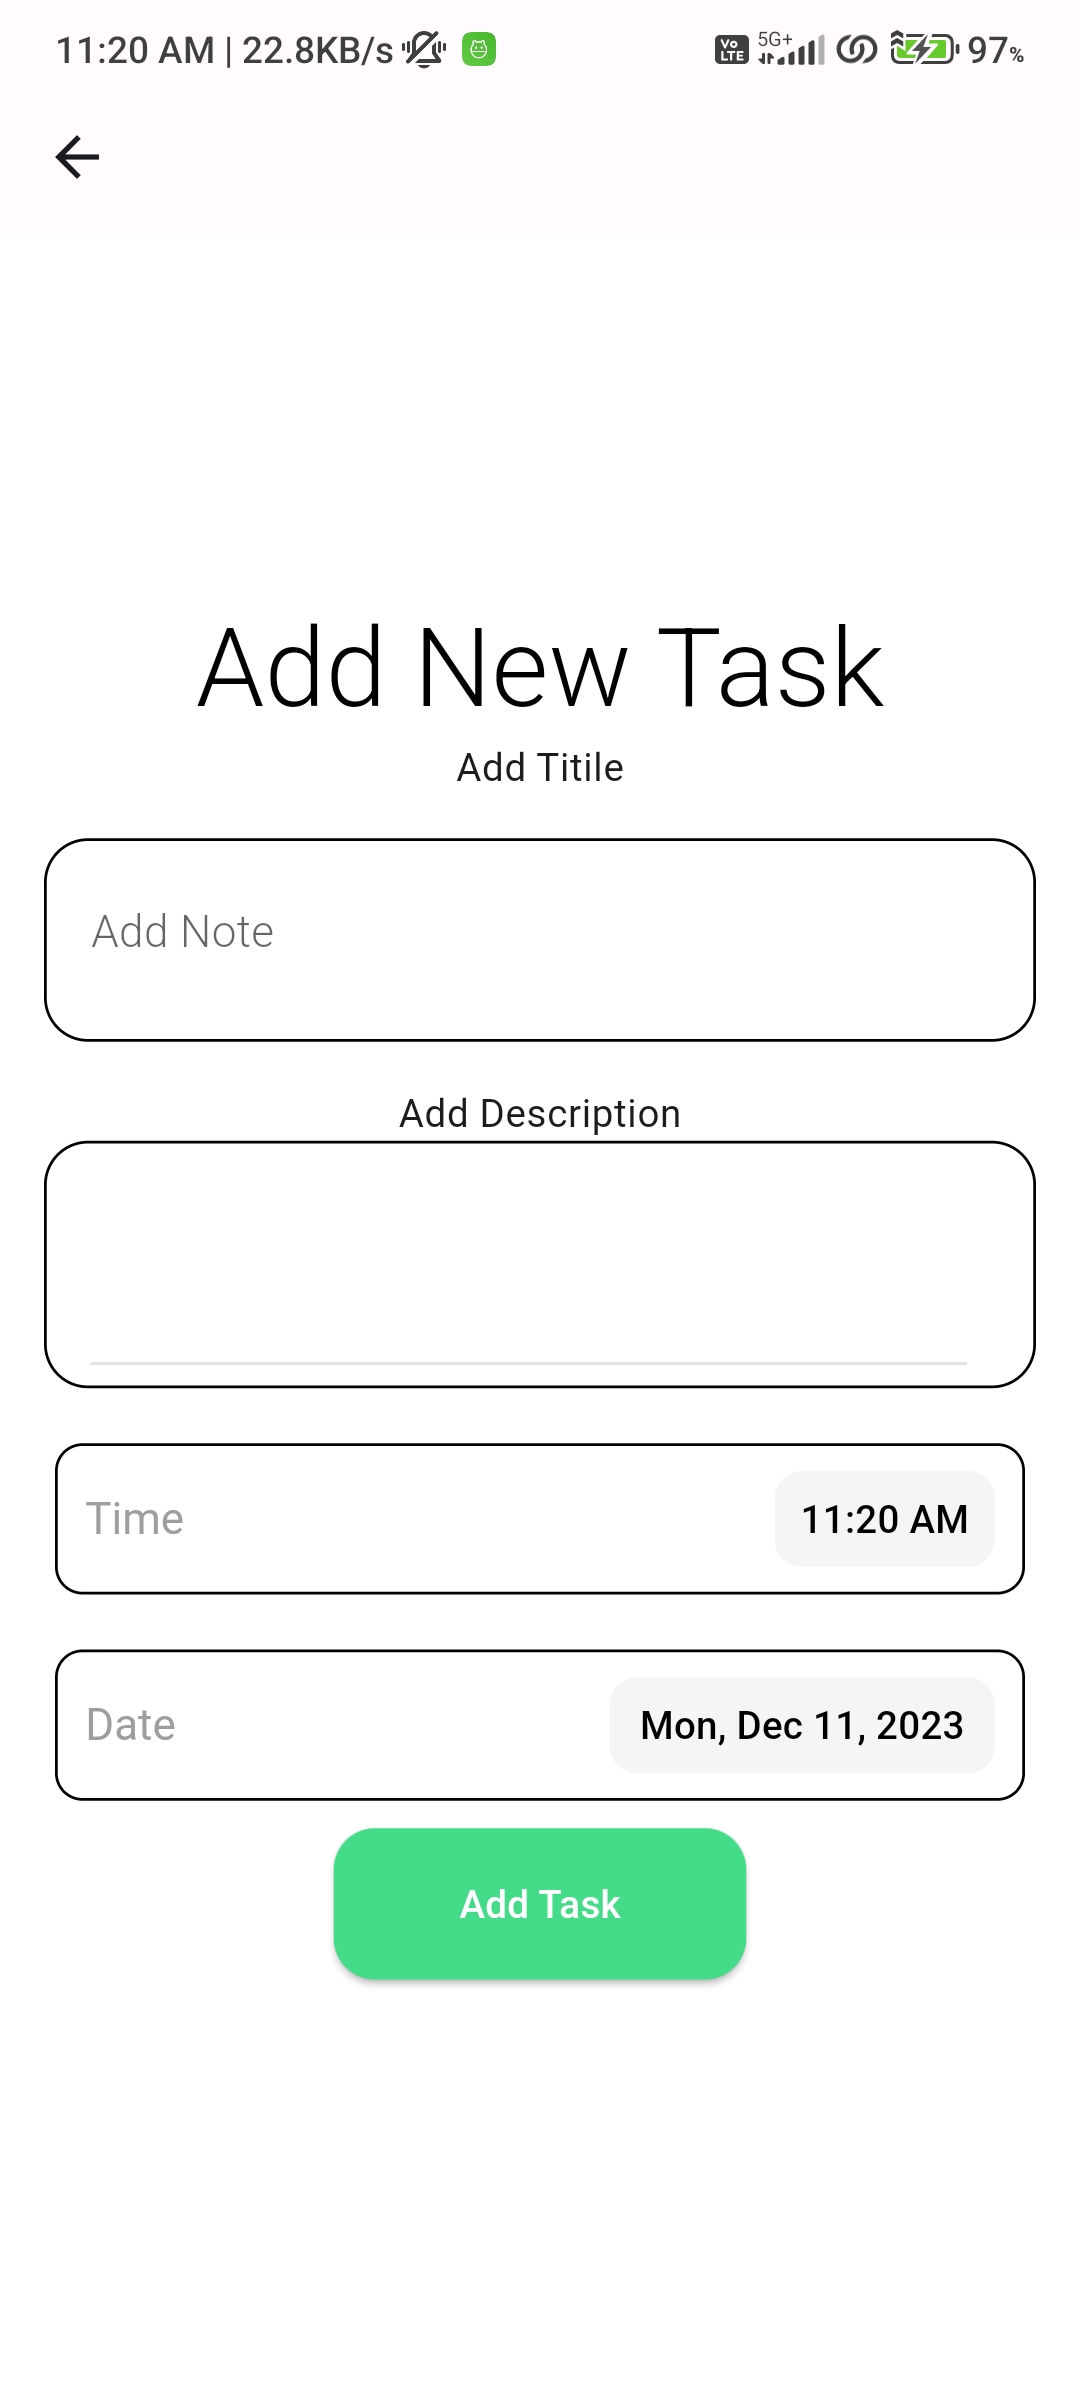 11:20 AM | 22.8KB/s Vo LTE 5G+ 97%
Add New Task
Add Titile
Add Note
Add Description
Time 11:20 AM
Date Mon, Dec 11, 2023
Add Task